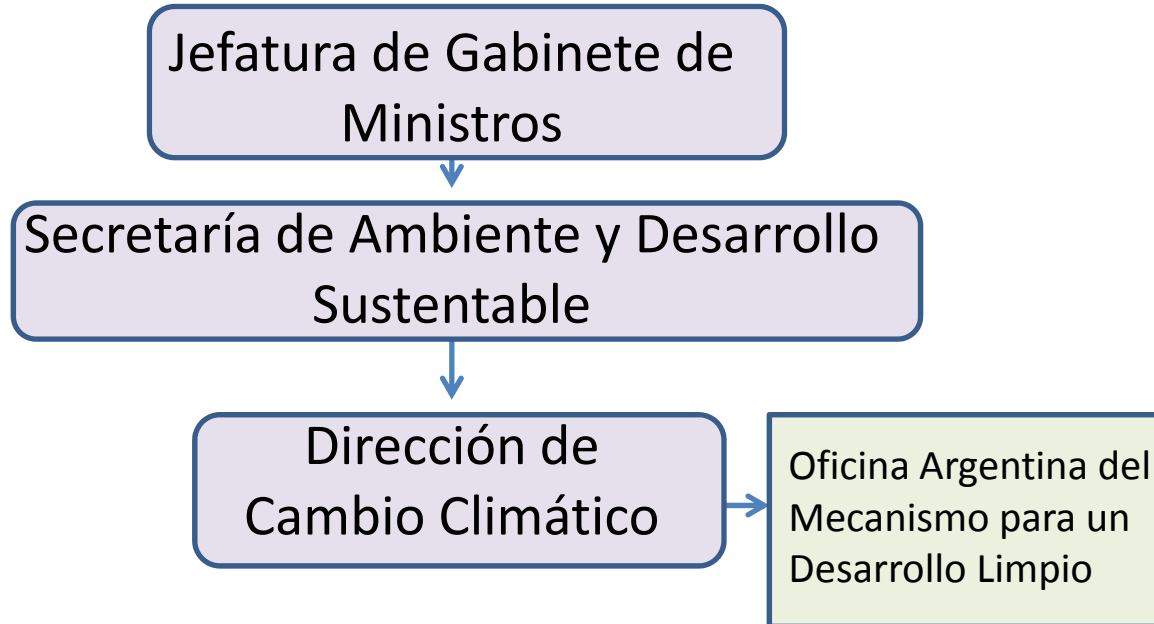 Jefatura de Gabinete de
Ministros
Secretaría de Ambiente y Desarrollo
Sustentable
Dirección de
Cambio Climático
Oficina Argentina del
Mecanismo para un
Desarrollo Limpio